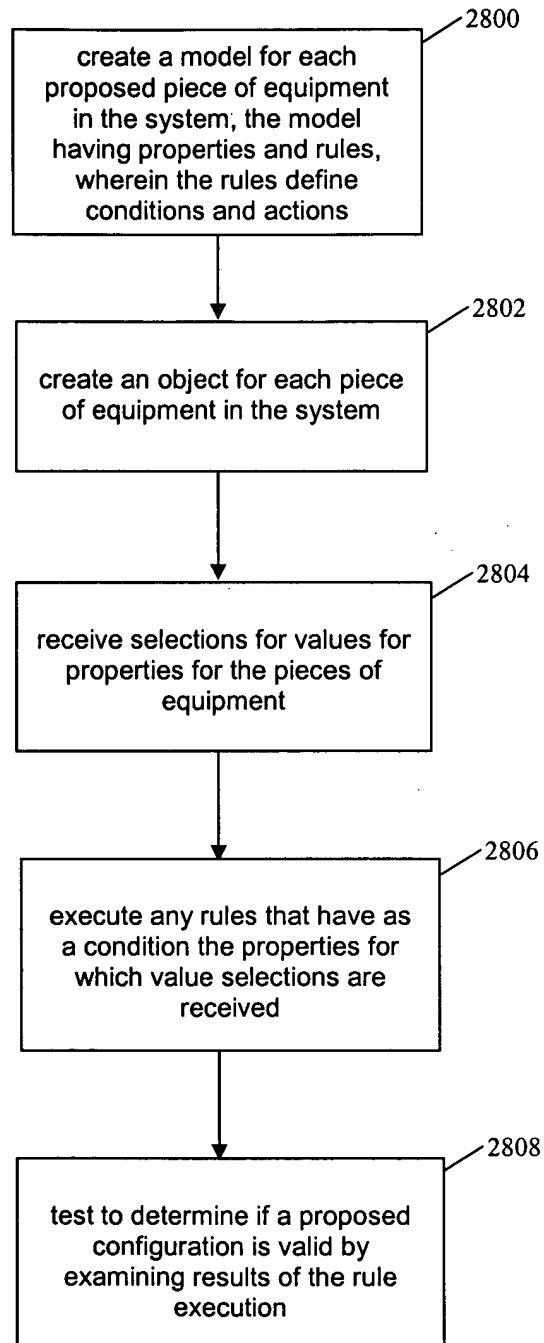 2800
create a model for each
proposed piece of equipment
in the system, the model
having properties and rules,
wherein the rules define
conditions and actions
2802
create an object for each piece
of equipment in the system
2804
receive selections for values for
properties for the pieces of
equipment
2806
execute any rules that have as
a condition the properties for
which value selections are
received
2808
test to determine if a proposed
configuration is valid by
examining results of the rule
execution